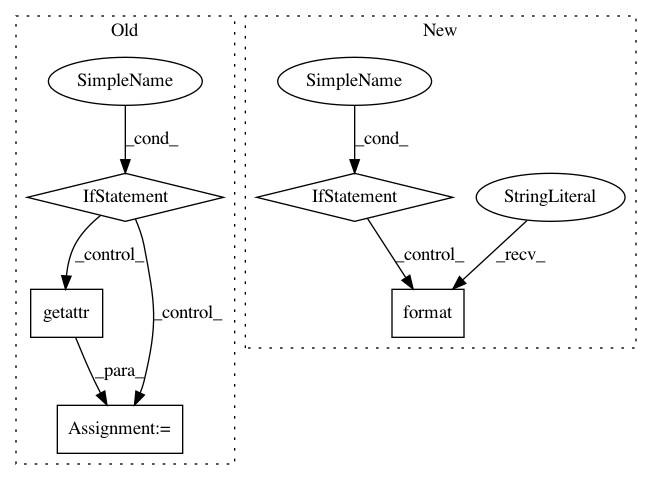 Old
New
SimpleName
SimpleName
_cond_
_cond_
IfStatement
IfStatement
StringLiteral
_control_
_control_
_control_
_recv_
getattr
format
_para_
Assignment:=